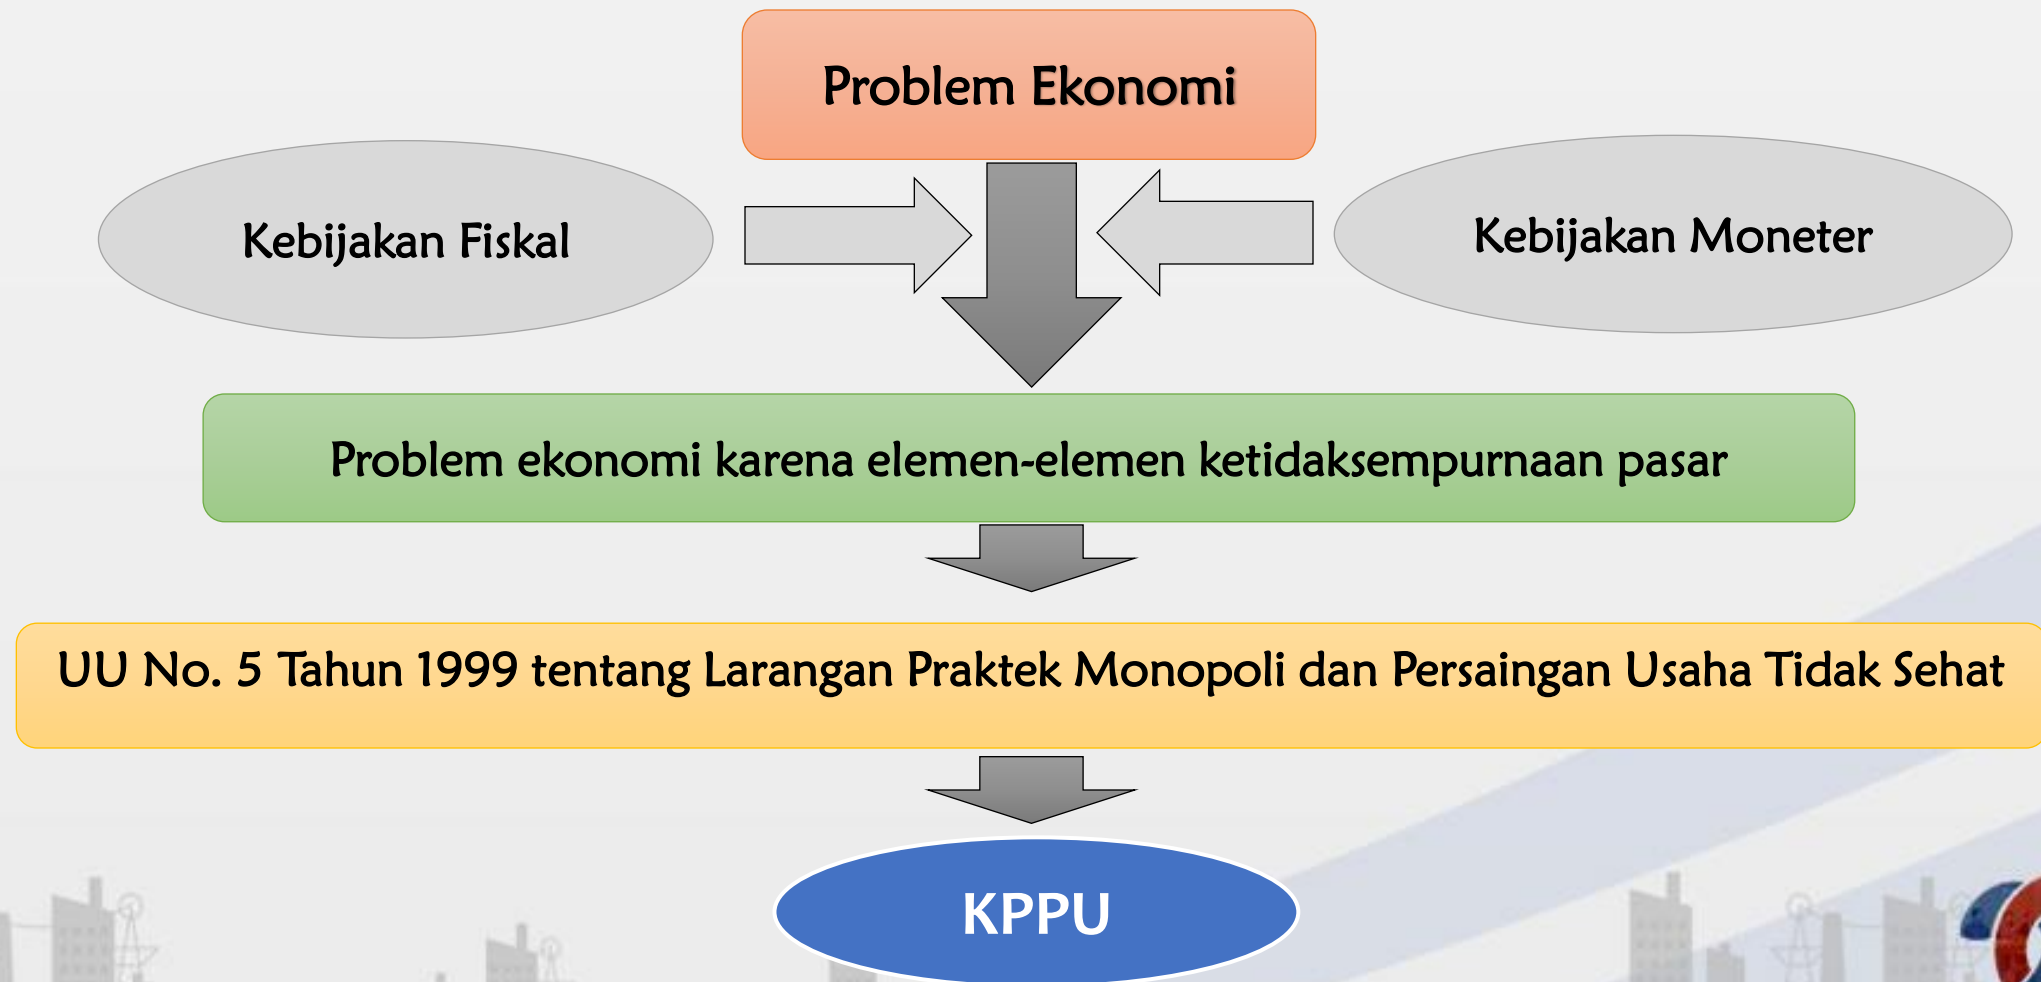 Problem Ekonomi
Kebijakan Fiskal
Kebijakan Moneter
Problem ekonomi karena elemen-elemen ketidaksempurnaan pasar
UU No. 5 Tahun 1999 tentang Larangan Praktek Monopoli dan Persaingan Usaha Tidak Sehat
KPPU